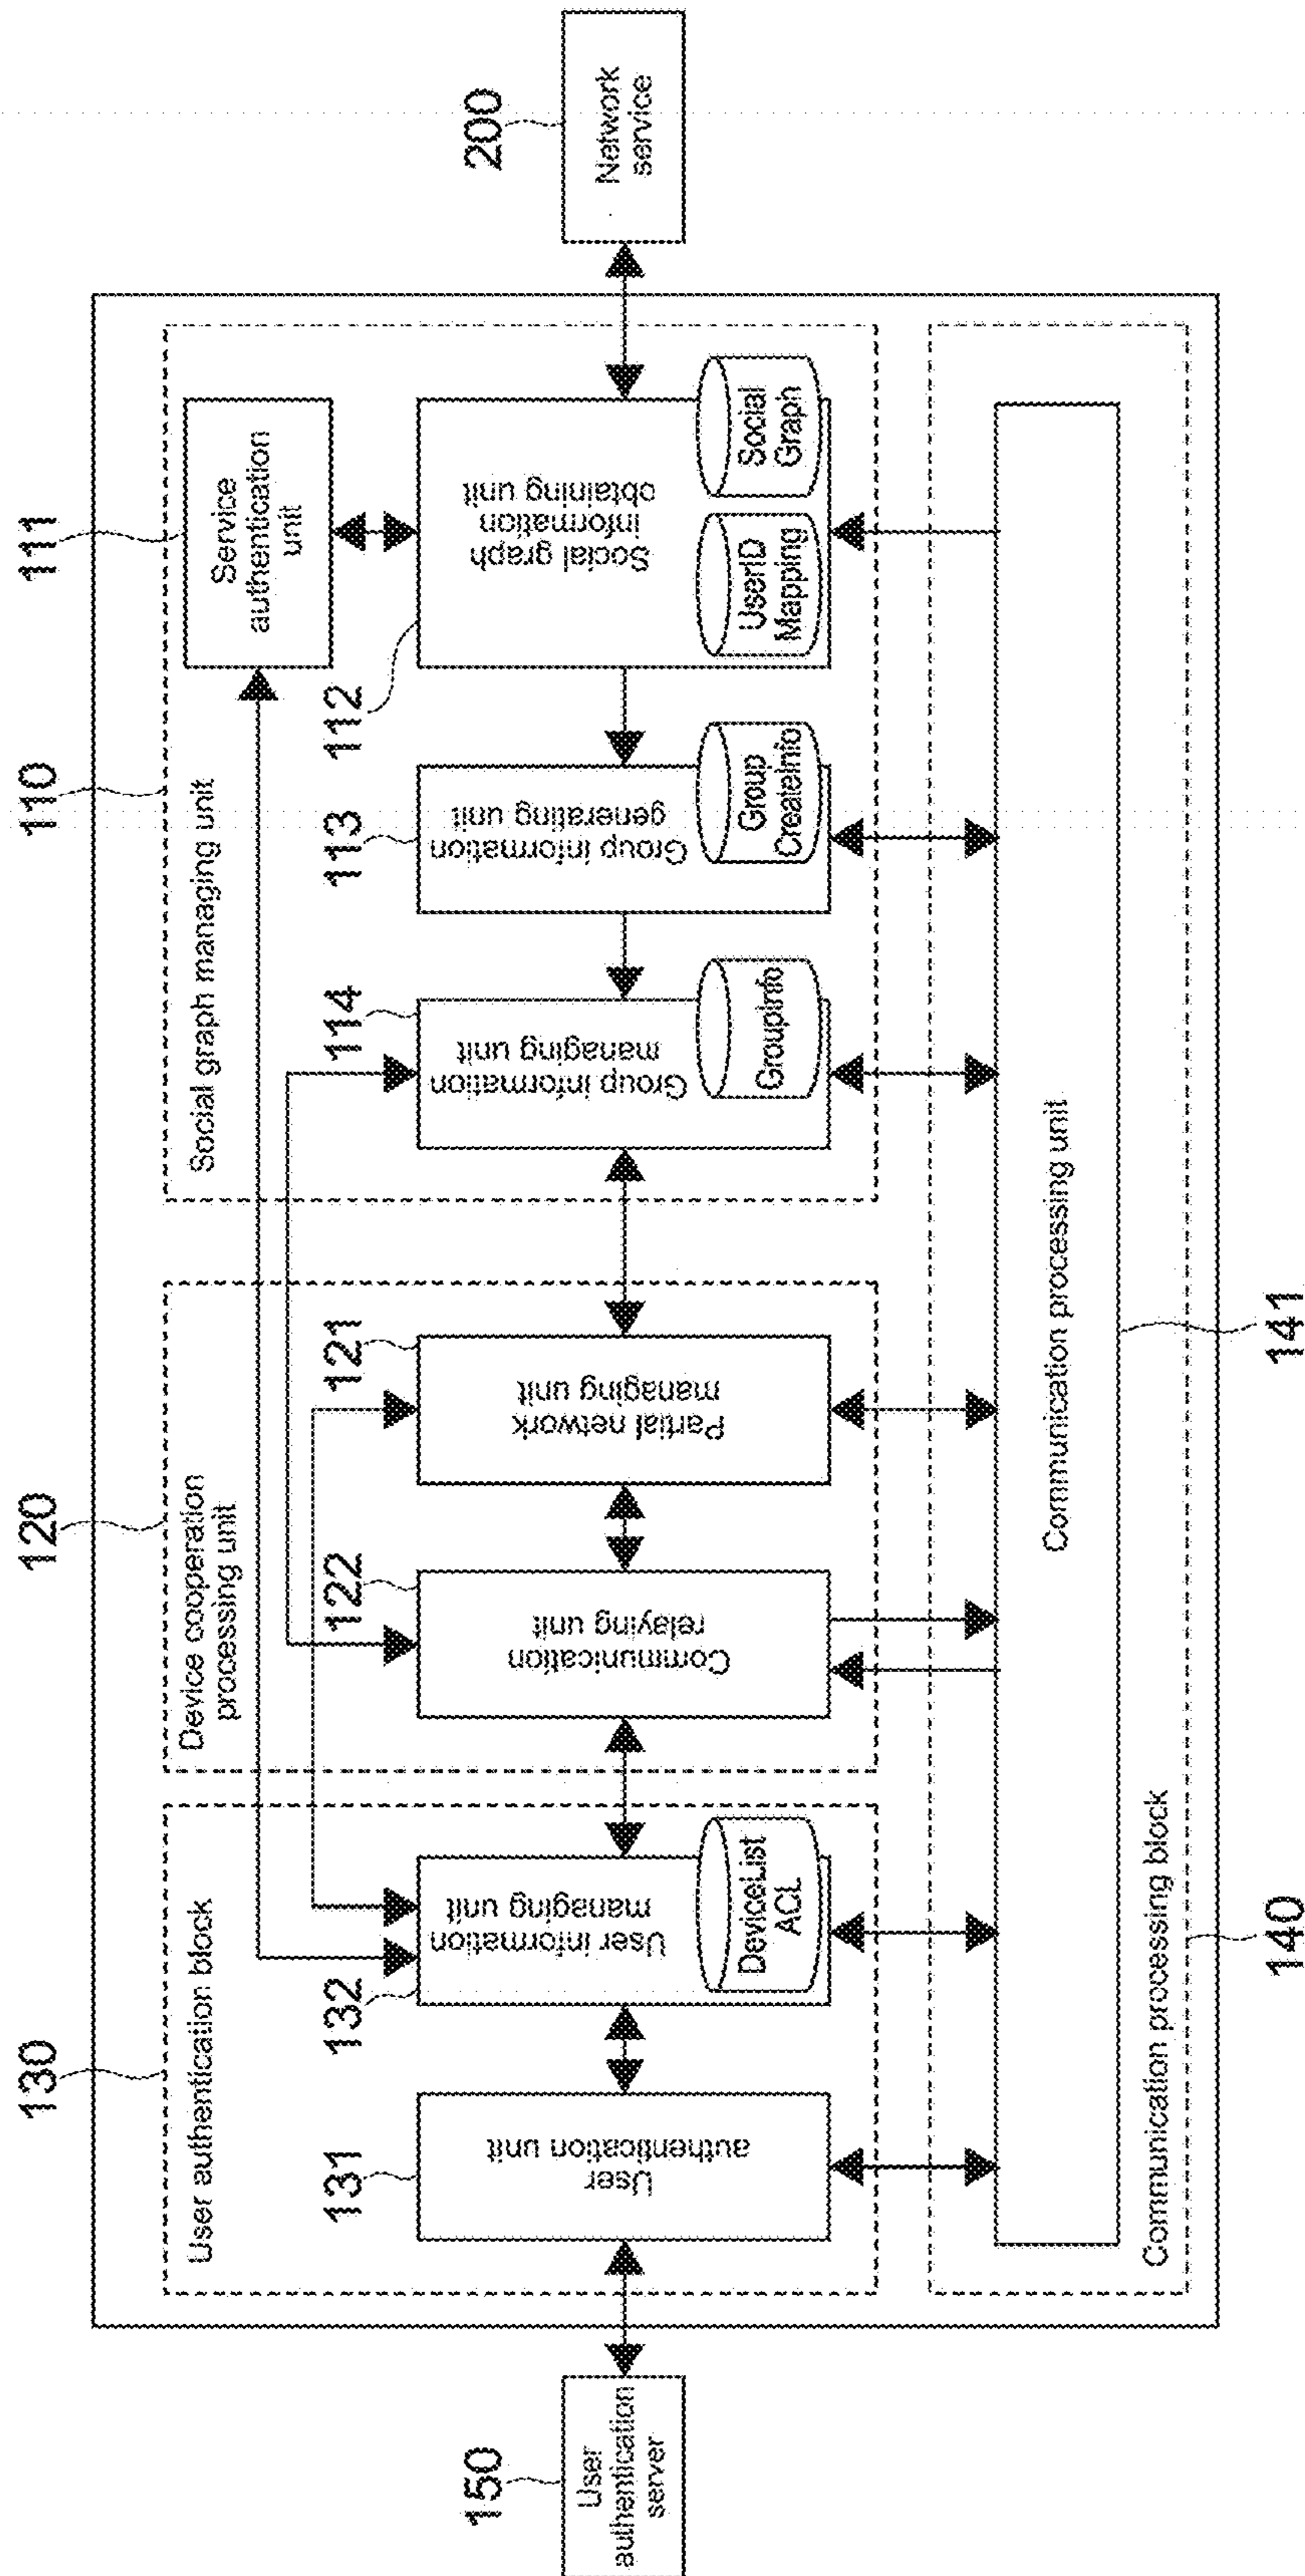 130
120
110
111
User authentication block
Device cooperation
processing unit
Social graph managing unit
Service
authentication
unit
150
131
132
122
121
114
113
112
200
User
authentication
server
User
authentication unit
User information
managing unit
DeviceList
ACL
Communication
relaying unit
Partial network
managing unit
Group information
managing unit
GroupInfo
Group information
generating unit
Group
CreateInfo
Social graph
information
obtaining unit
UserID
Mapping
Social
Graph
Network
service
Communication processing unit
Communication processing block
140
141